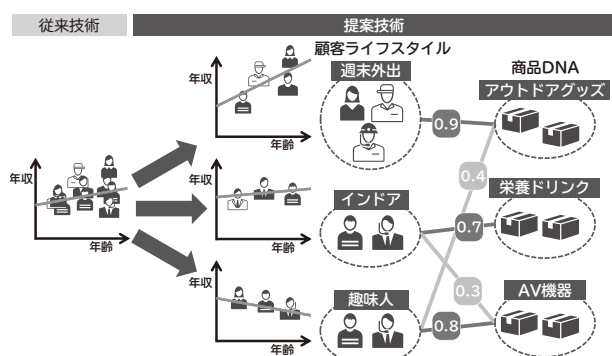 従来技術
提案技術
顧客ライフスタイル
年収
年齢
週末外出
商品DNA
アウトドアグッズ
0.9
0.4
年収
年齢
年収
年齢
インドア
栄養ドリンク
0.7
0.3
年収
年齢
趣味人
AV機器
0.8